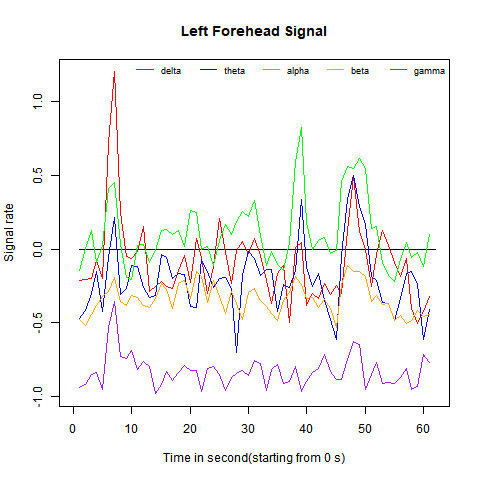 Left Forehead Signal
delta theta alpha beta gamma
1.0
0.5
0.0
-0.5
-1.0
Signal rate
0 10 20 30 40 50 60
Time in second(starting from 0 s)